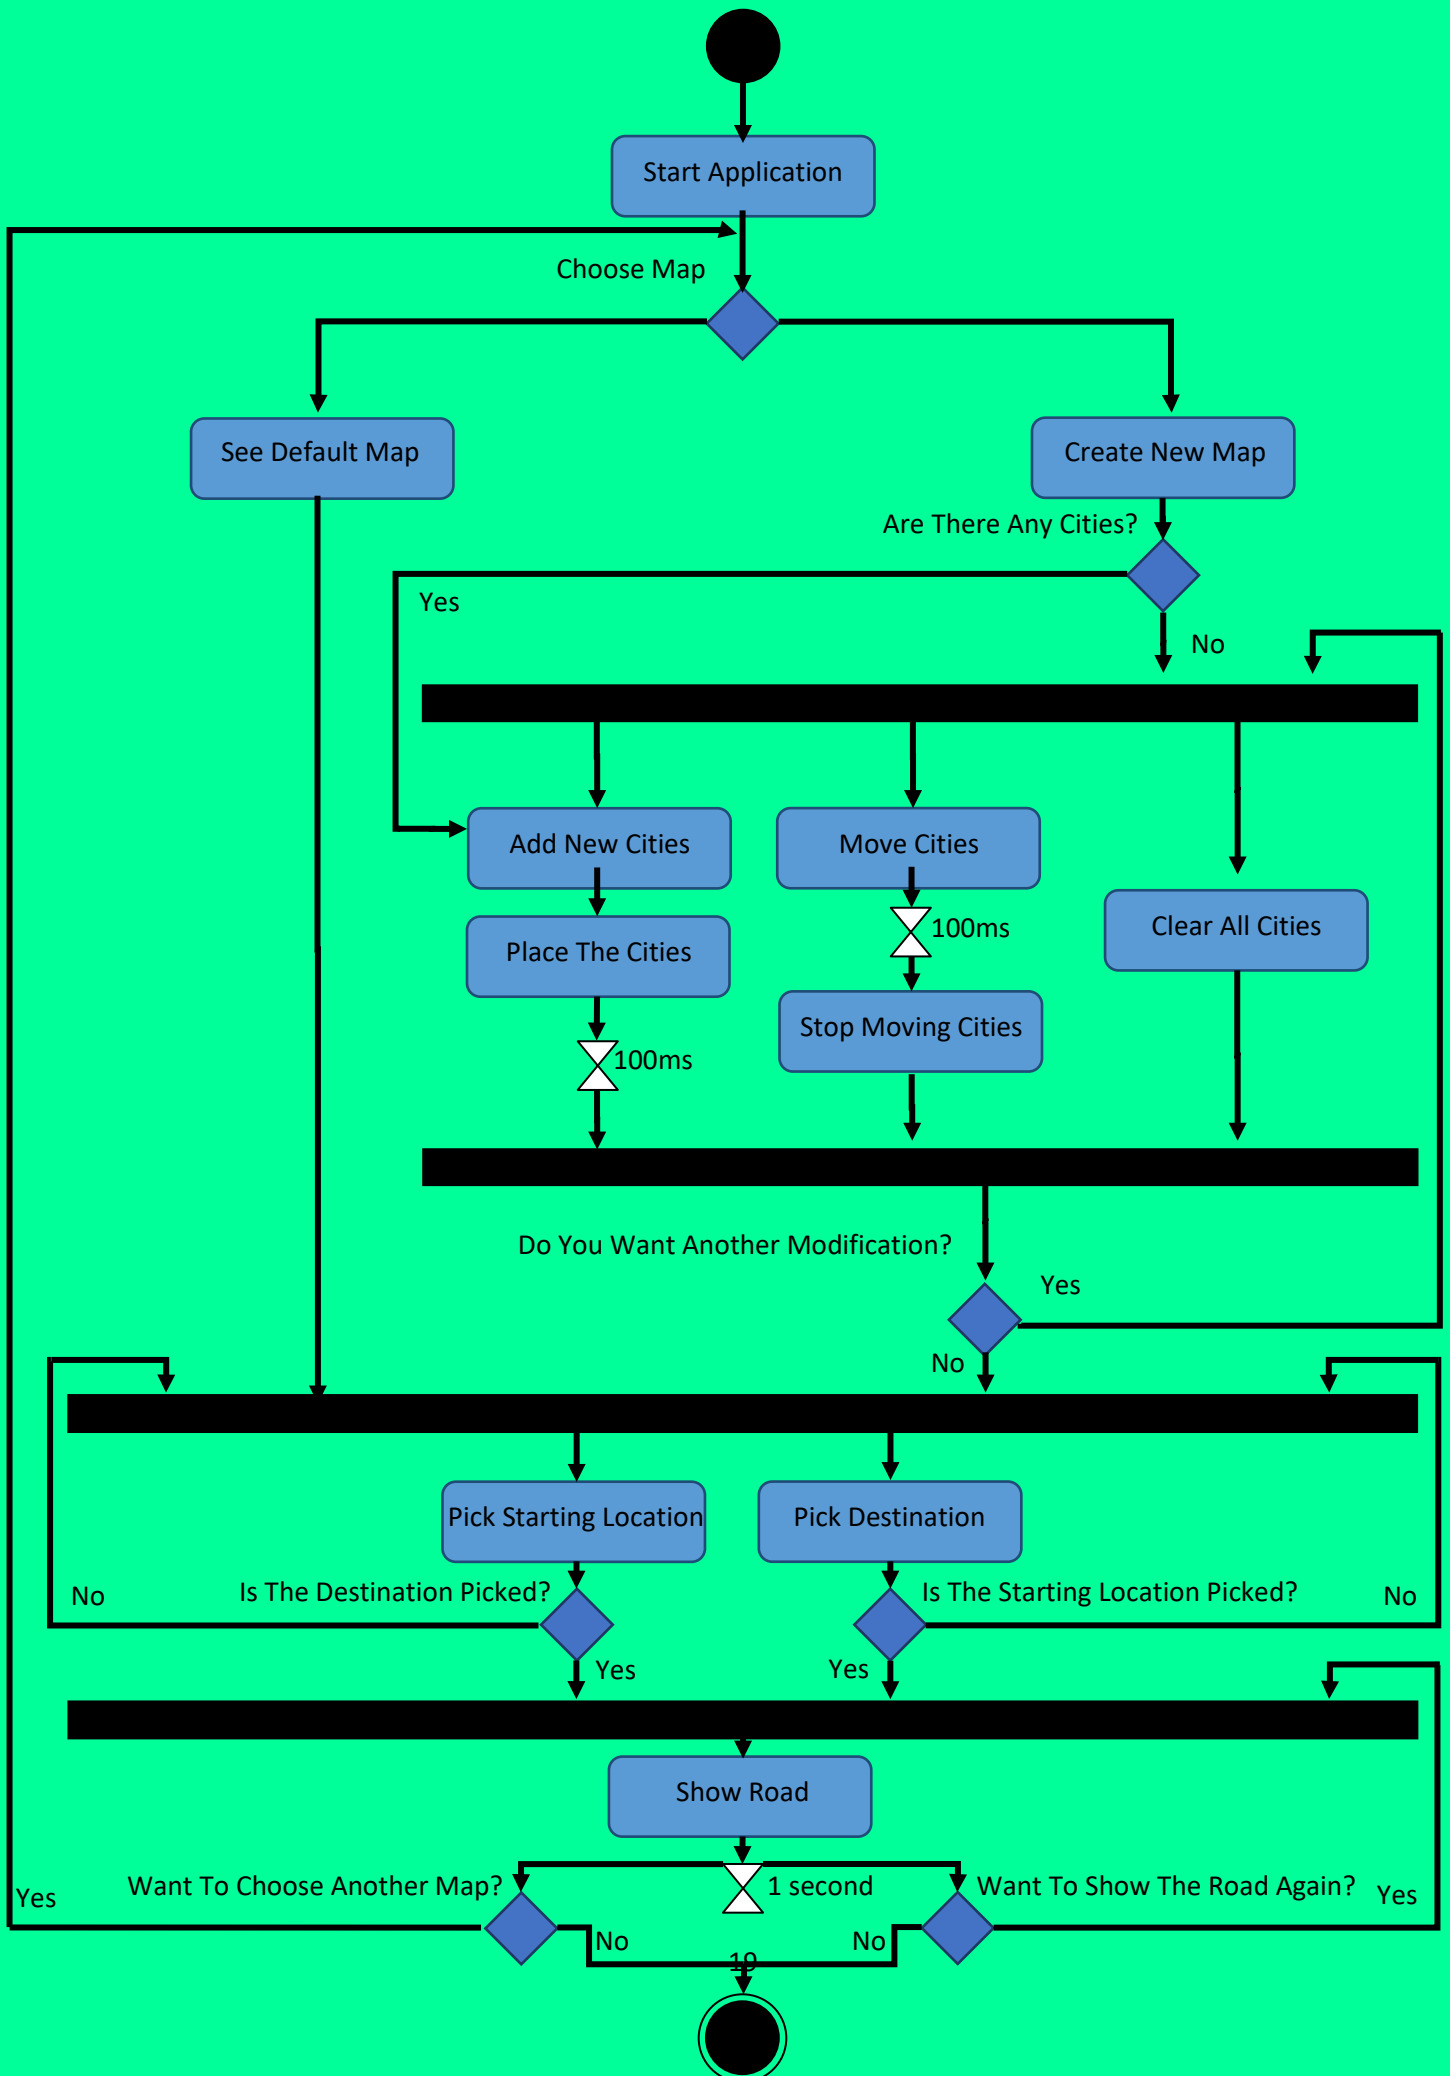 Start Application
Choose Map
See Default Map
Create New Map
Are There Any Cities?
Yes
No
Add New Cities
Move Cities
Place The Cities
100ms
Clear All Cities
Stop Moving Cities
100ms
Do You Want Another Modification?
Yes
No
Pick Starting Location
Pick Destination
No
Is The Destination Picked?
Is The Starting Location Picked?
No
Yes
Yes
Show Road
Yes
Want To Choose Another Map?
1 second
Want To Show The Road Again?
Yes
No
No
19